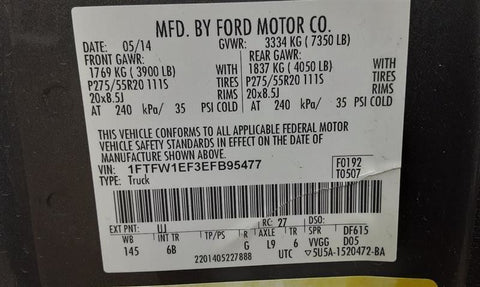 MFD. BY FORD MOTOR CO.
DATE: 05/14 GVWR: 3334 KG ( 7350 LB)
FRONT GAWR: REAR GAWR:
1769 KG ( 3900 LB) WITH 1837 KG ( 4050 LB) WITH
P275/55R20 111S TIRES P275/55R20 111S TIRES
20x8.5J RIMS 20x8.5J RIMS
AT 240 kPa/ 35 PSI COLD AT 240 kPa/ 35 PSI COLD
THIS VEHICLE CONFORMS TO ALL APPLICABLE FEDERAL MOTOR
VEHICLE SAFETY STANDARDS IN EFFECT ON THE DATE OF
MANUFACTURE SHOWN ABOVE.
VIN: 1FTFW1EF3EFB95477 F0192
TYPE: Truck T0507
EXT PNT: UJ RC: 27 DSO:
WB INT TR TP/PS R AXLE TR SPR DF615
145 6B G L9 6 VVGG D05
2201405227888 UTC ▽5U5A-1520472-BA